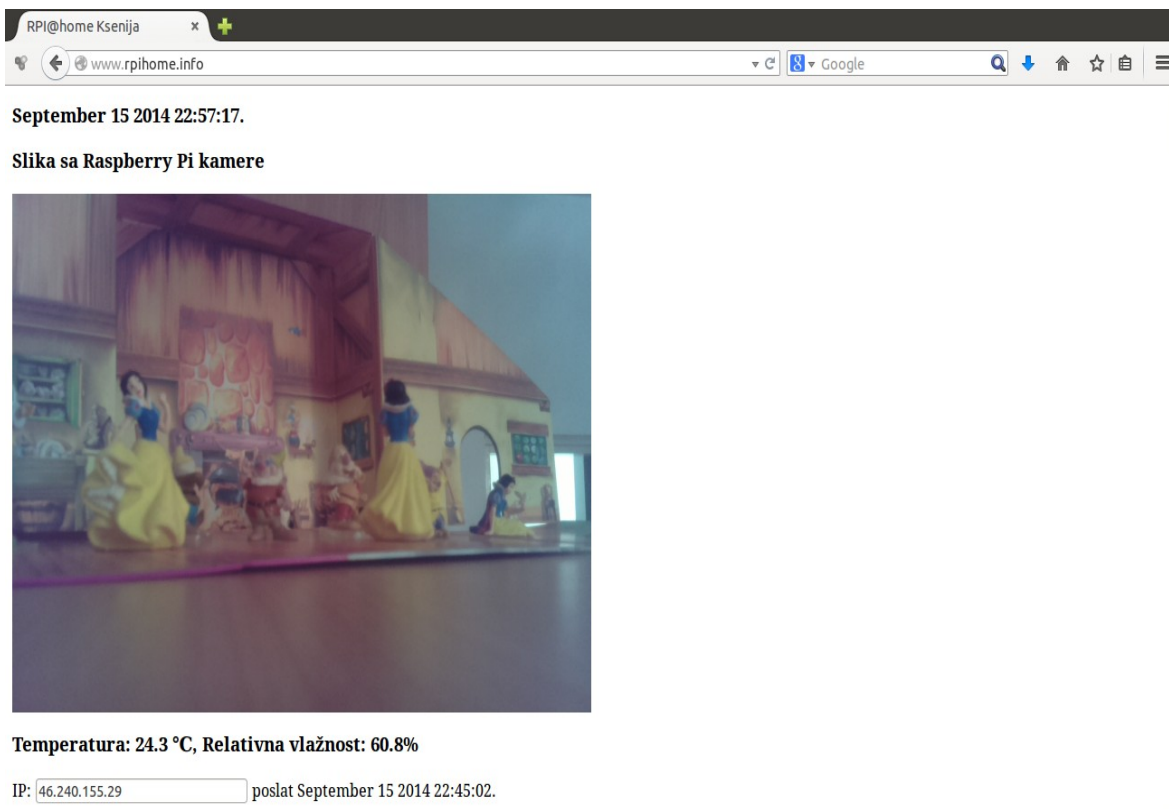 RPI@home Ksenija
www.rpihome.info
Google
September 15 2014 22:57:17.
Slika sa Raspberry Pi kamere
Temperatura: 24.3 °C, Relativna vlažnost: 60.8%
IP: 46.240.155.29 poslat September 15 2014 22:45:02.